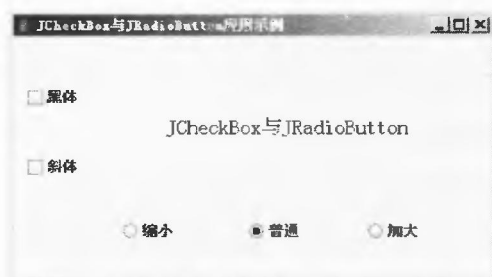 JCheckBox与JRadioButton应用示例
黑体
JCheckBox与JRadioButton
斜体
缩小 普通 加大